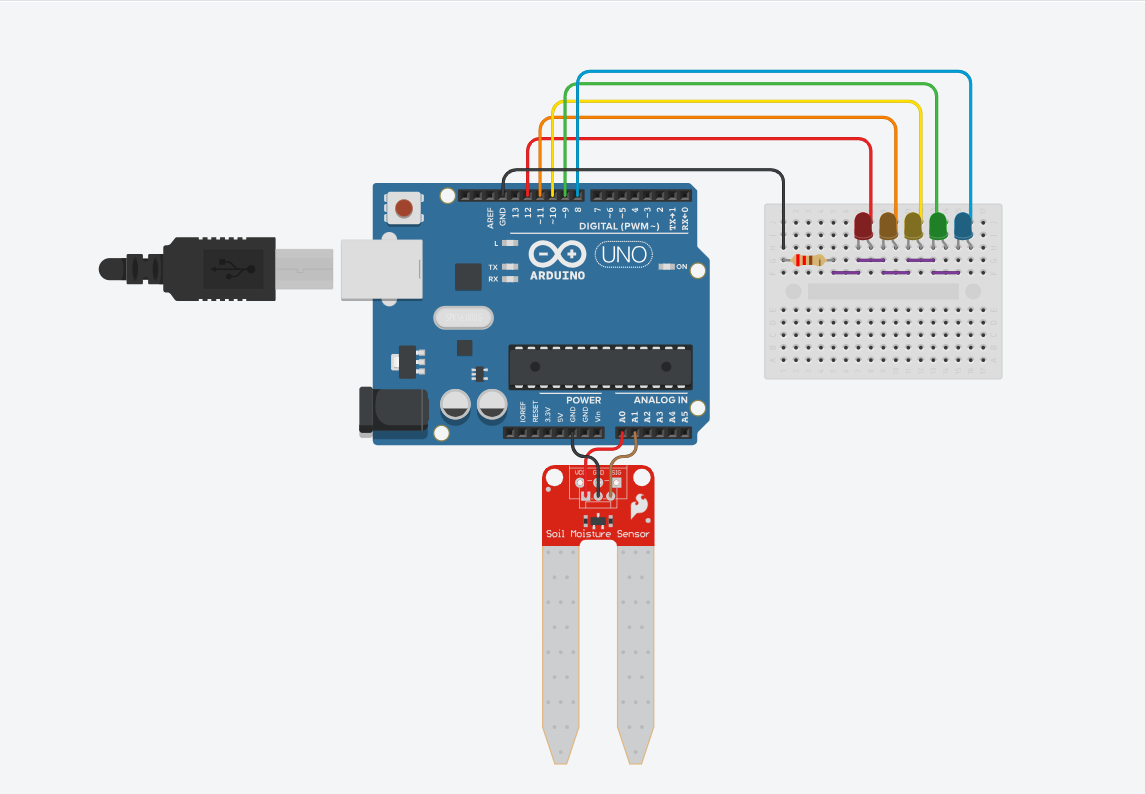 AREF
GND
13
12
~11
~10
~9
8
7
~6
~5
4
~3
2
TX→1
RX←0
DIGITAL (PWM~)
L
TX
RX
UNO
ON
ARDUINO
POWER
ANALOG IN
IOREF
RESET
3.3V
5V
GND
GND
Vin
A0
A1
A2
A3
A4
A5
VCC
GND
SIG
Soil Moisture Sensor